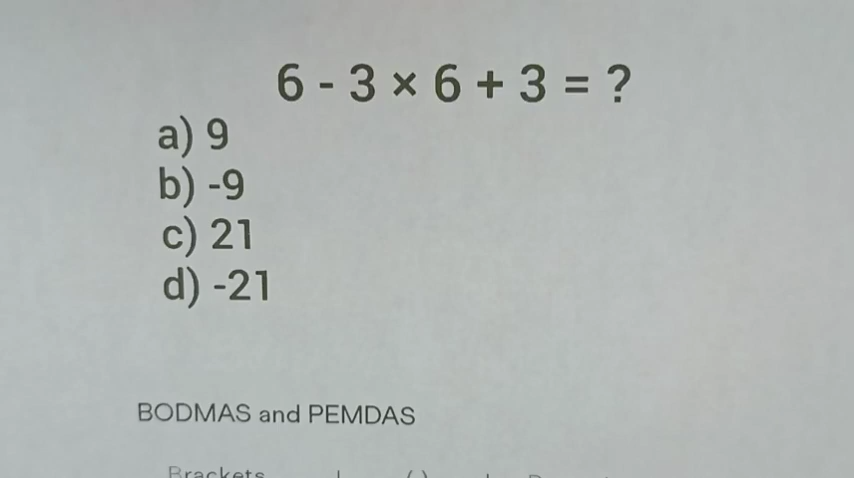 6 - 3 × 6 + 3 = ?
a) 9
b) -9
c) 21
d) -21
BODMAS and PEMDAS
Brackets